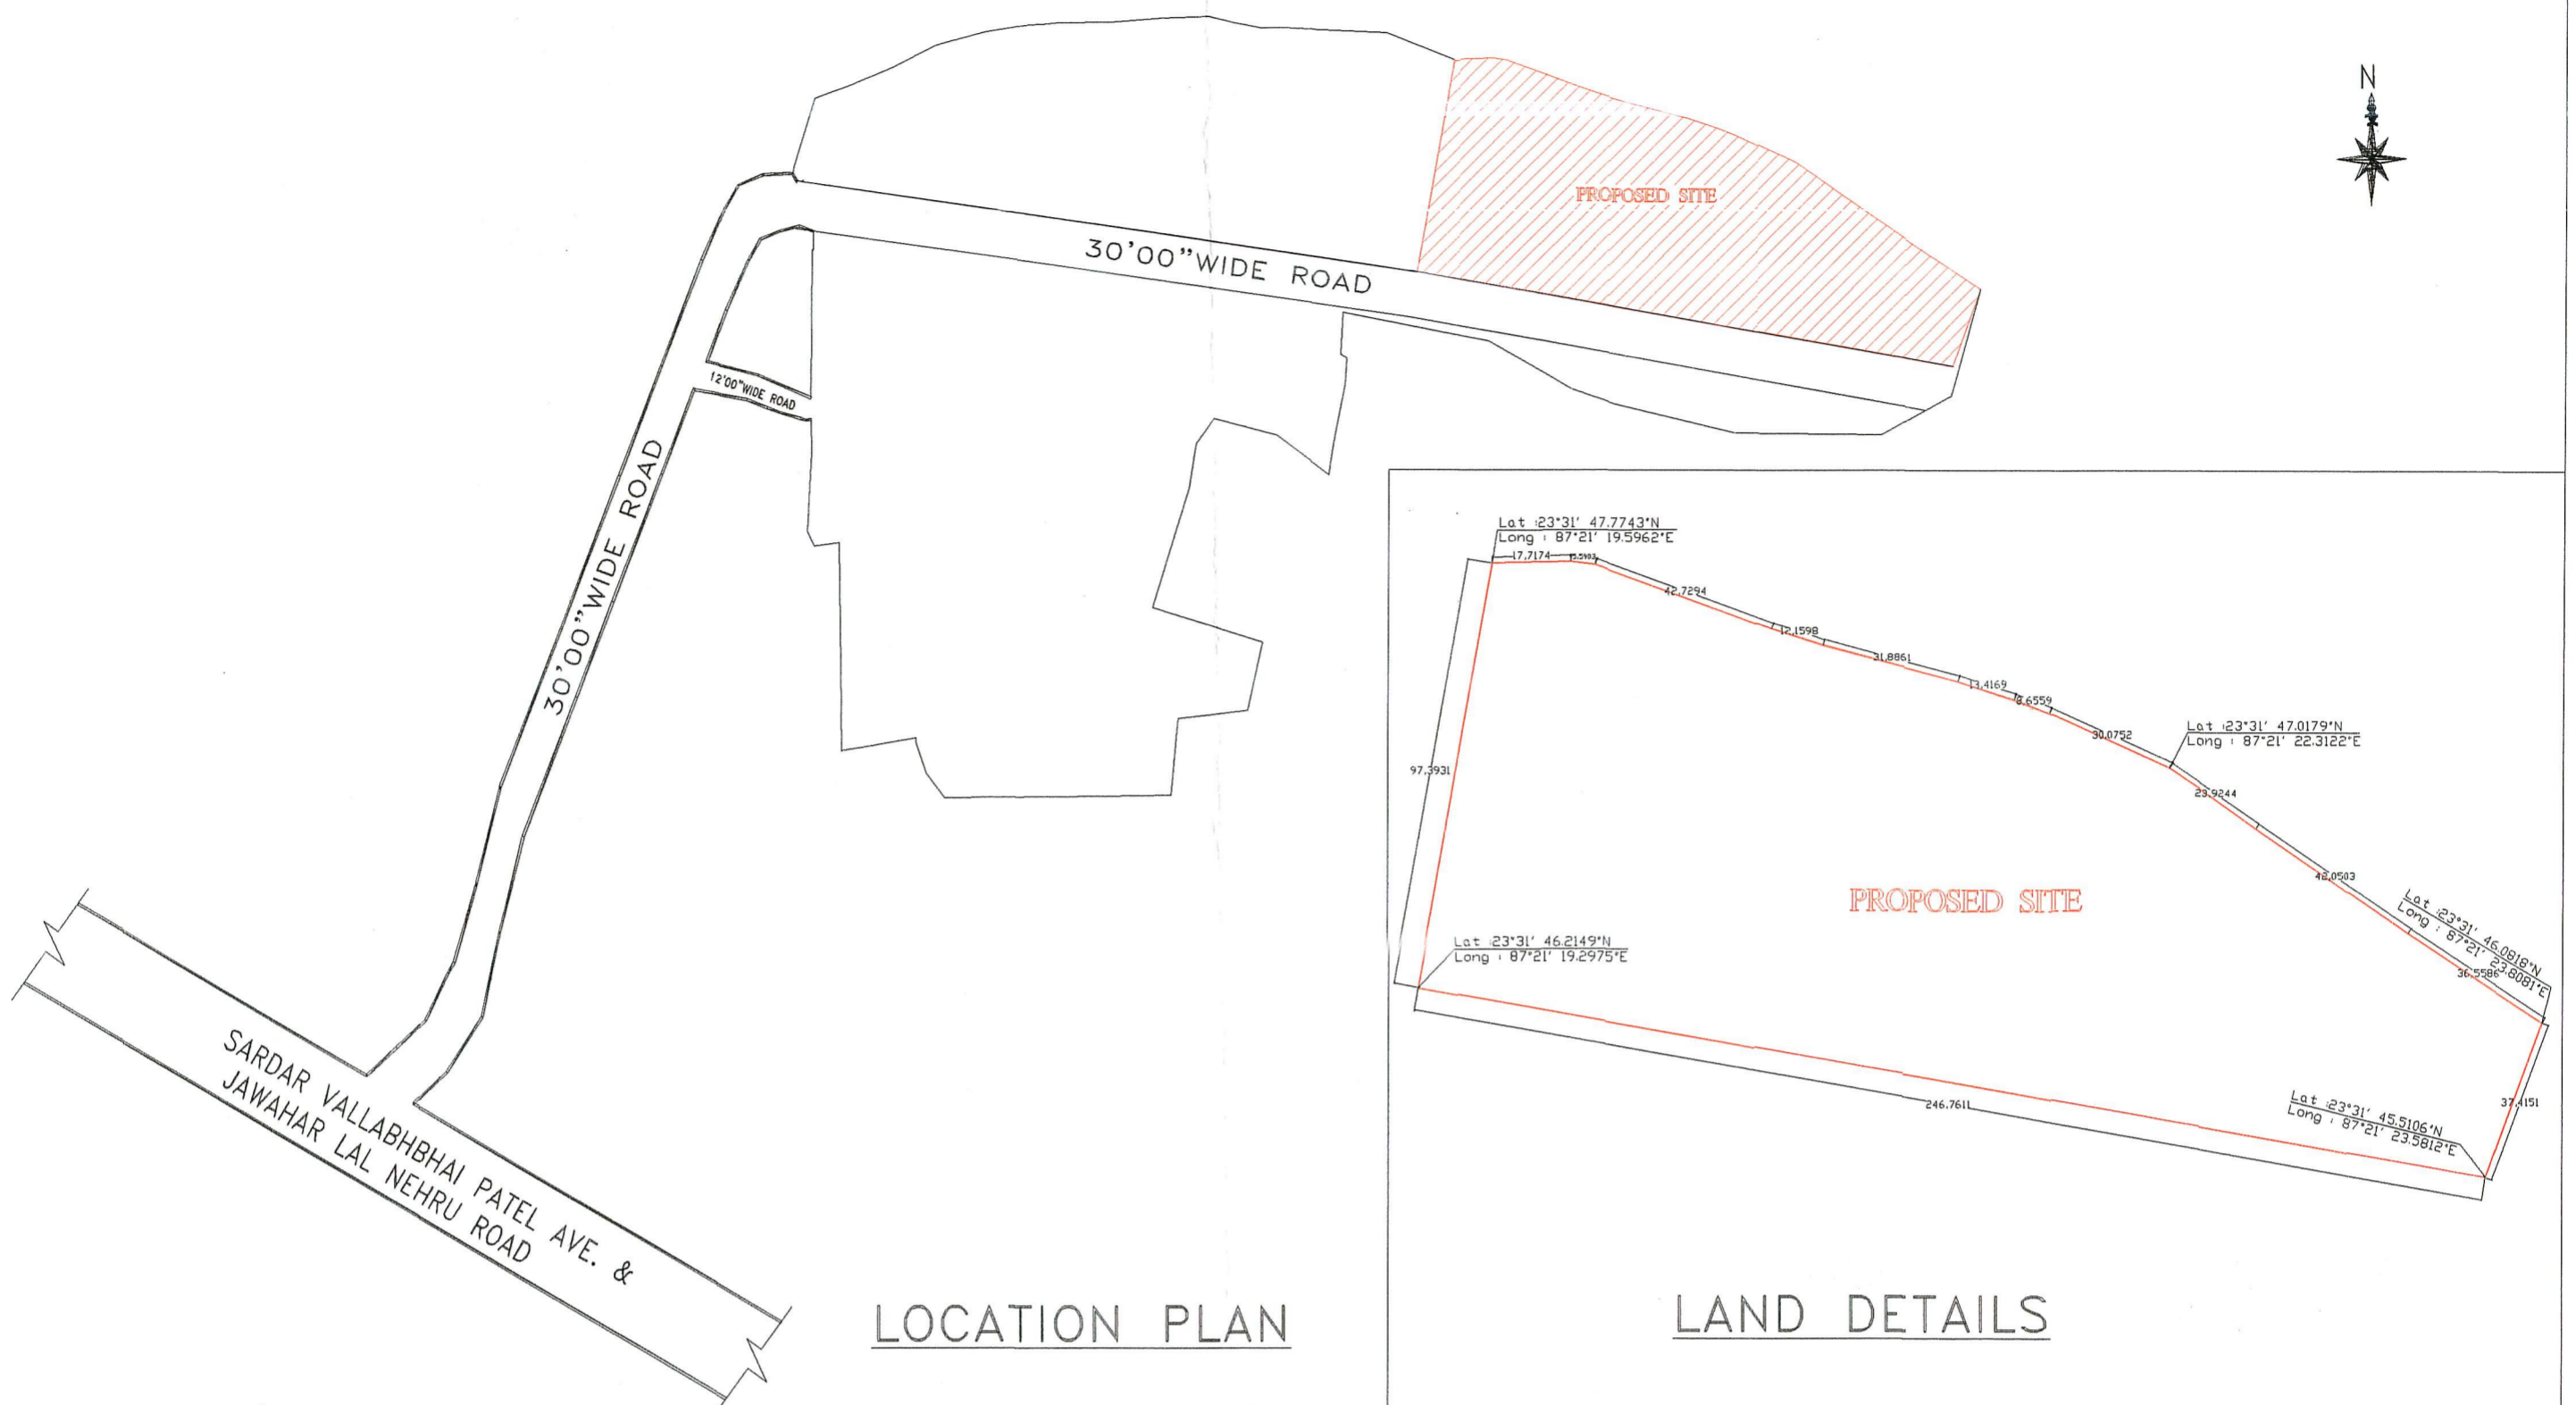 N
PROPOSED SITE
30'00"WIDE ROAD
12'00"WIDE ROAD
30'00"WIDE ROAD
SARDAR VALLABHBHAI PATEL AVE. &
JAWAHAR LAL NEHRU ROAD
LOCATION PLAN
Lat :23°31' 47.7743"N
Long : 87°21' 19.5962"E
17.7174
42.7294
12.1598
31.8861
13.4169
8.6559
30.0752
Lat :23°31' 47.0179"N
Long : 87°21' 22.3122"E
23.9244
97.3931
42.0503
PROPOSED SITE
Lat :23°31' 46.0818"N
Long : 87°21' 23.8081"E
36.5586
Lat :23°31' 46.2149"N
Long : 87°21' 19.2975"E
246.7611
Lat :23°31' 45.5106"N
Long : 87°21' 23.5812"E
37.4151
LAND DETAILS